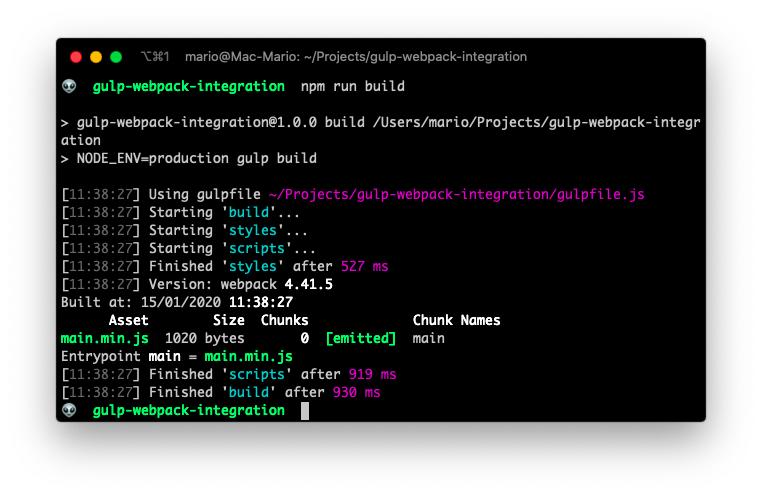 ⌥⌘1 mario@Mac-Mario: ~/Projects/gulp-webpack-integration
👽 gulp-webpack-integration npm run build
> gulp-webpack-integration@1.0.0 build /Users/mario/Projects/gulp-webpack-integr
ation
> NODE_ENV=production gulp build
[11:38:27] Using gulpfile ~/Projects/gulp-webpack-integration/gulpfile.js
[11:38:27] Starting 'build'...
[11:38:27] Starting 'styles'...
[11:38:27] Starting 'scripts'...
[11:38:27] Finished 'styles' after 527 ms
[11:38:27] Version: webpack 4.41.5
Built at: 15/01/2020 11:38:27
Asset Size Chunks Chunk Names
main.min.js 1020 bytes 0 [emitted] main
Entrypoint main = main.min.js
[11:38:27] Finished 'scripts' after 919 ms
[11:38:27] Finished 'build' after 930 ms
👽 gulp-webpack-integration